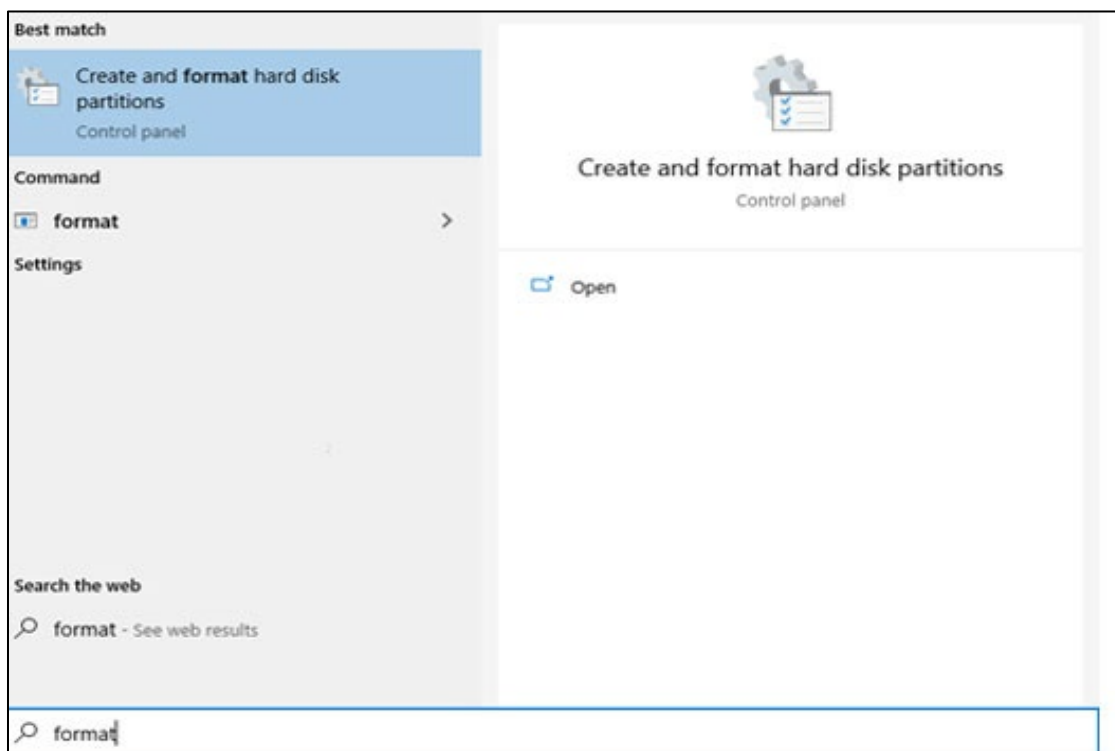 Best match
Create and format hard disk
partitions
Control panel
Command
format
Settings
Search the web
format - See web results
format
Create and format hard disk partitions
Control panel
Open